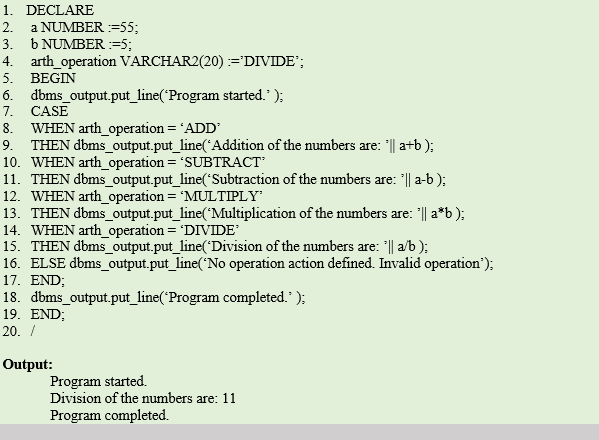 1. DECLARE
2. a NUMBER :=55;
3. b NUMBER :=5;
4. arth_operation VARCHAR2(20) :=’DIVIDE’;
5. BEGIN
6. dbms_output.put_line(‘Program started.’ );
7. CASE
8. WHEN arth_operation = ‘ADD’
9. THEN dbms_output.put_line(‘Addition of the numbers are: ’|| a+b );
10. WHEN arth_operation = ‘SUBTRACT’
11. THEN dbms_output.put_line(‘Subtraction of the numbers are: ’|| a-b );
12. WHEN arth_operation = ‘MULTIPLY’
13. THEN dbms_output.put_line(‘Multiplication of the numbers are: ’|| a*b );
14. WHEN arth_operation = ‘DIVIDE’
15. THEN dbms_output.put_line(‘Division of the numbers are: ’|| a/b );
16. ELSE dbms_output.put_line(‘No operation action defined. Invalid operation’);
17. END;
18. dbms_output.put_line(‘Program completed.’ );
19. END;
20. /
Output:
Program started.
Division of the numbers are: 11
Program completed.